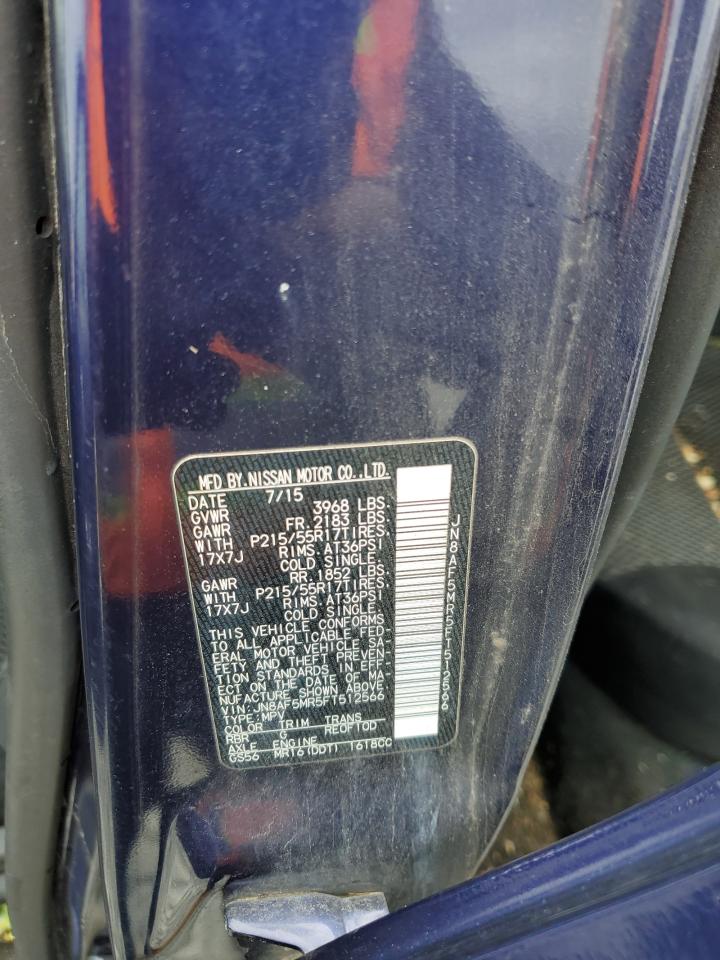 MFD BY NISSAN MOTOR CO.,LTD.
DATE 7/15
GVWR 3968 LBS.
GAWR FR. 2183 LBS.
WITH P215/55R17TIRES.
17X7J RIMS. AT36PSI
COLD SINGLE.
GAWR RR. 1852 LBS.
WITH P215/55R17TIRES.
17X7J RIMS. AT36PSI
COLD SINGLE.
THIS VEHICLE CONFORMS
TO ALL APPLICABLE FED-
ERAL MOTOR VEHICLE SA-
FETY AND THEFT PREVEN-
TION STANDARDS IN EFF-
ECT ON THE DATE OF MA-
NUFACTURE SHOWN ABOVE
VIN: JN8AF5MR5FT512566
TYPE: MPV
COLOR TRIM TRANS
RBR G RE0F10D
AXLE ENGINE
GS56 MR16(DDT) 1618CC
JN8AF5MR5FT512566